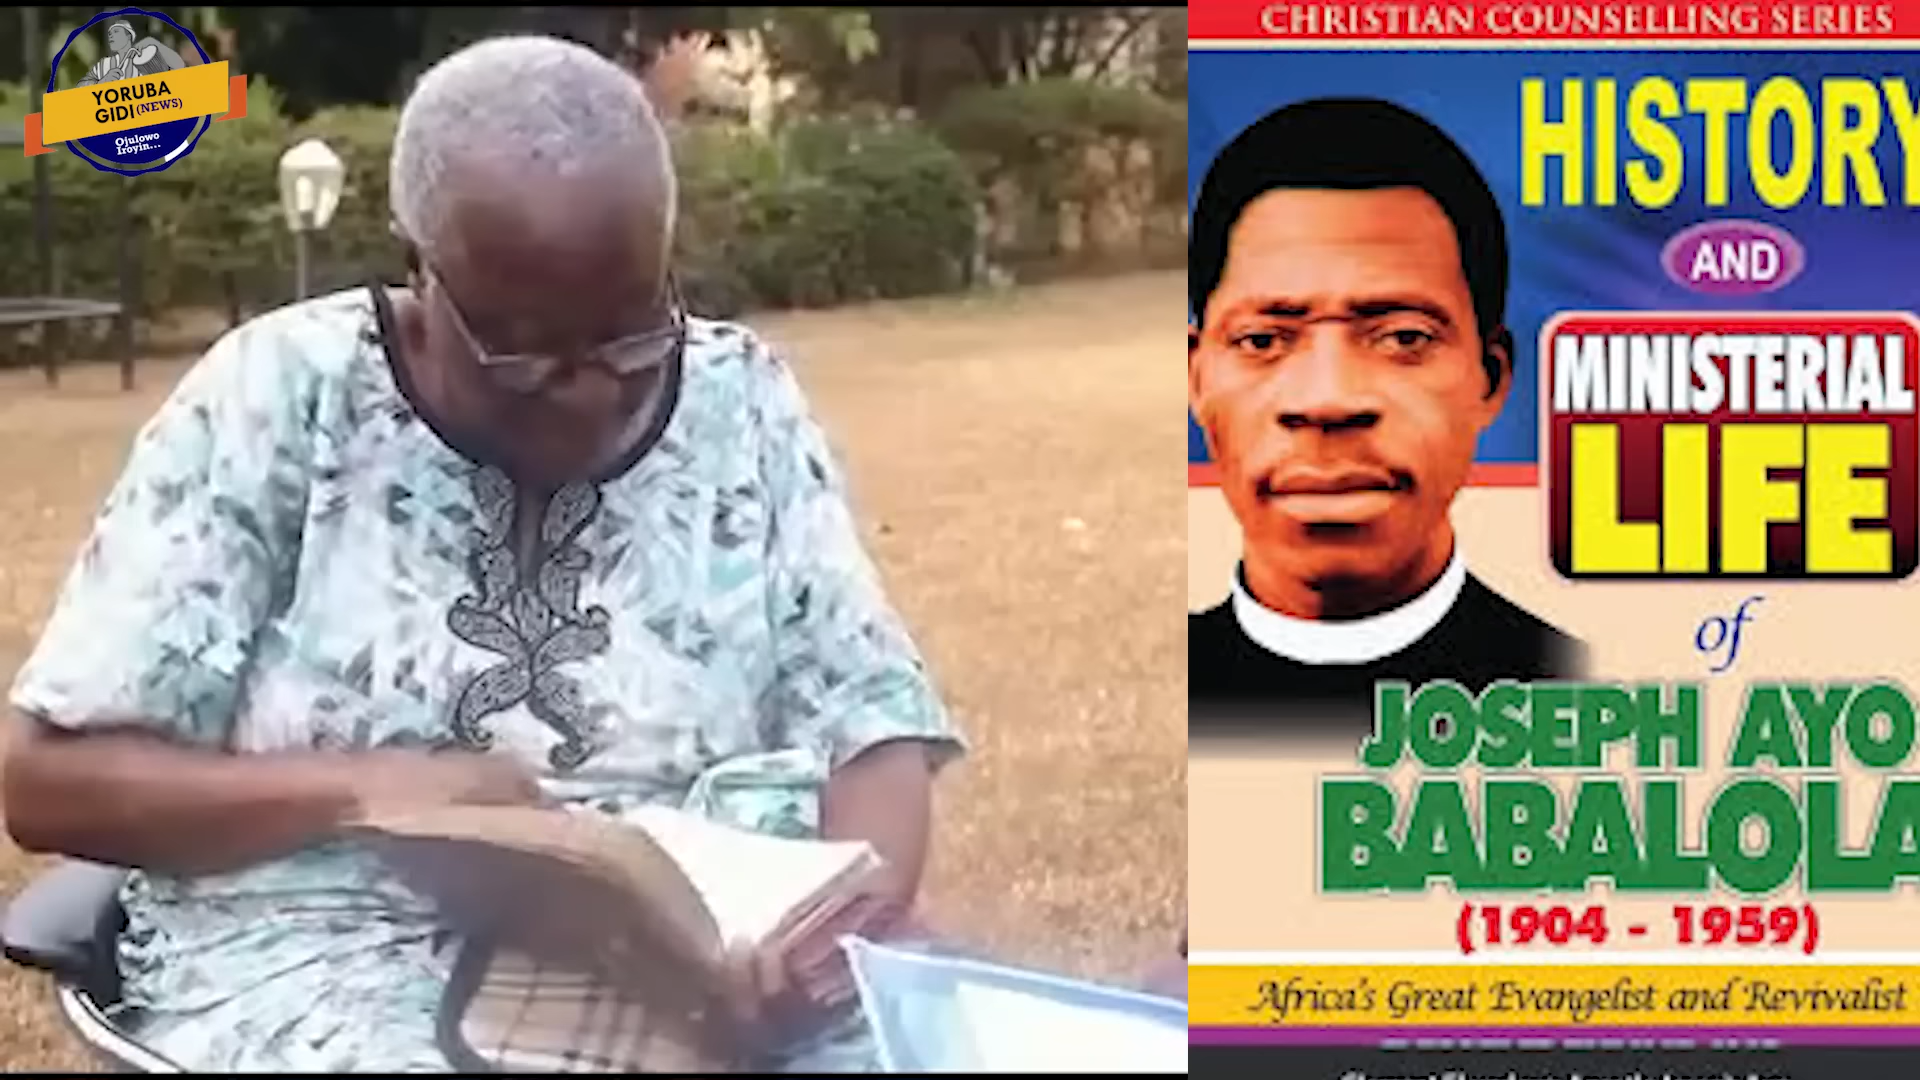 YORUBA
GIDI (NEWS)
Ojulowo
Iroyin...
CHRISTIAN COUNSELLING SERIES
HISTORY
AND
MINISTERIAL
LIFE
of
JOSEPH AYO
BABALOLA
(1904 - 1959)
Africa's Great Evangelist and Revivalist